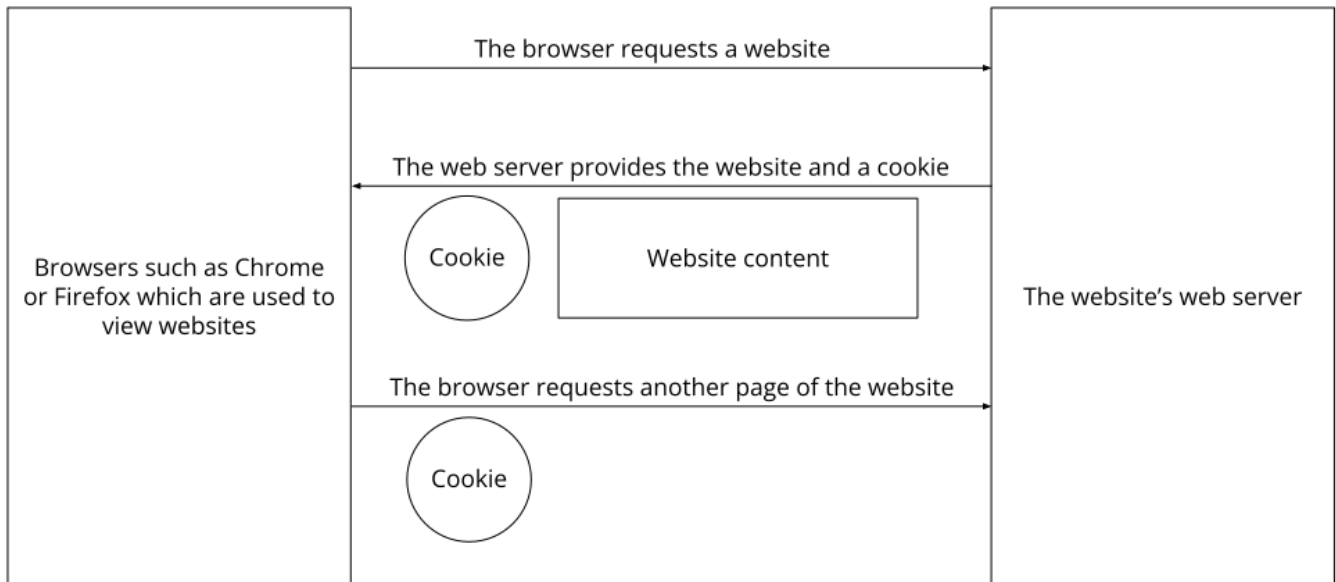 The browser requests a website
The web server provides the website and a cookie
Cookie
Website content
Browsers such as Chrome
or Firefox which are used to
view websites
The website’s web server
The browser requests another page of the website
Cookie